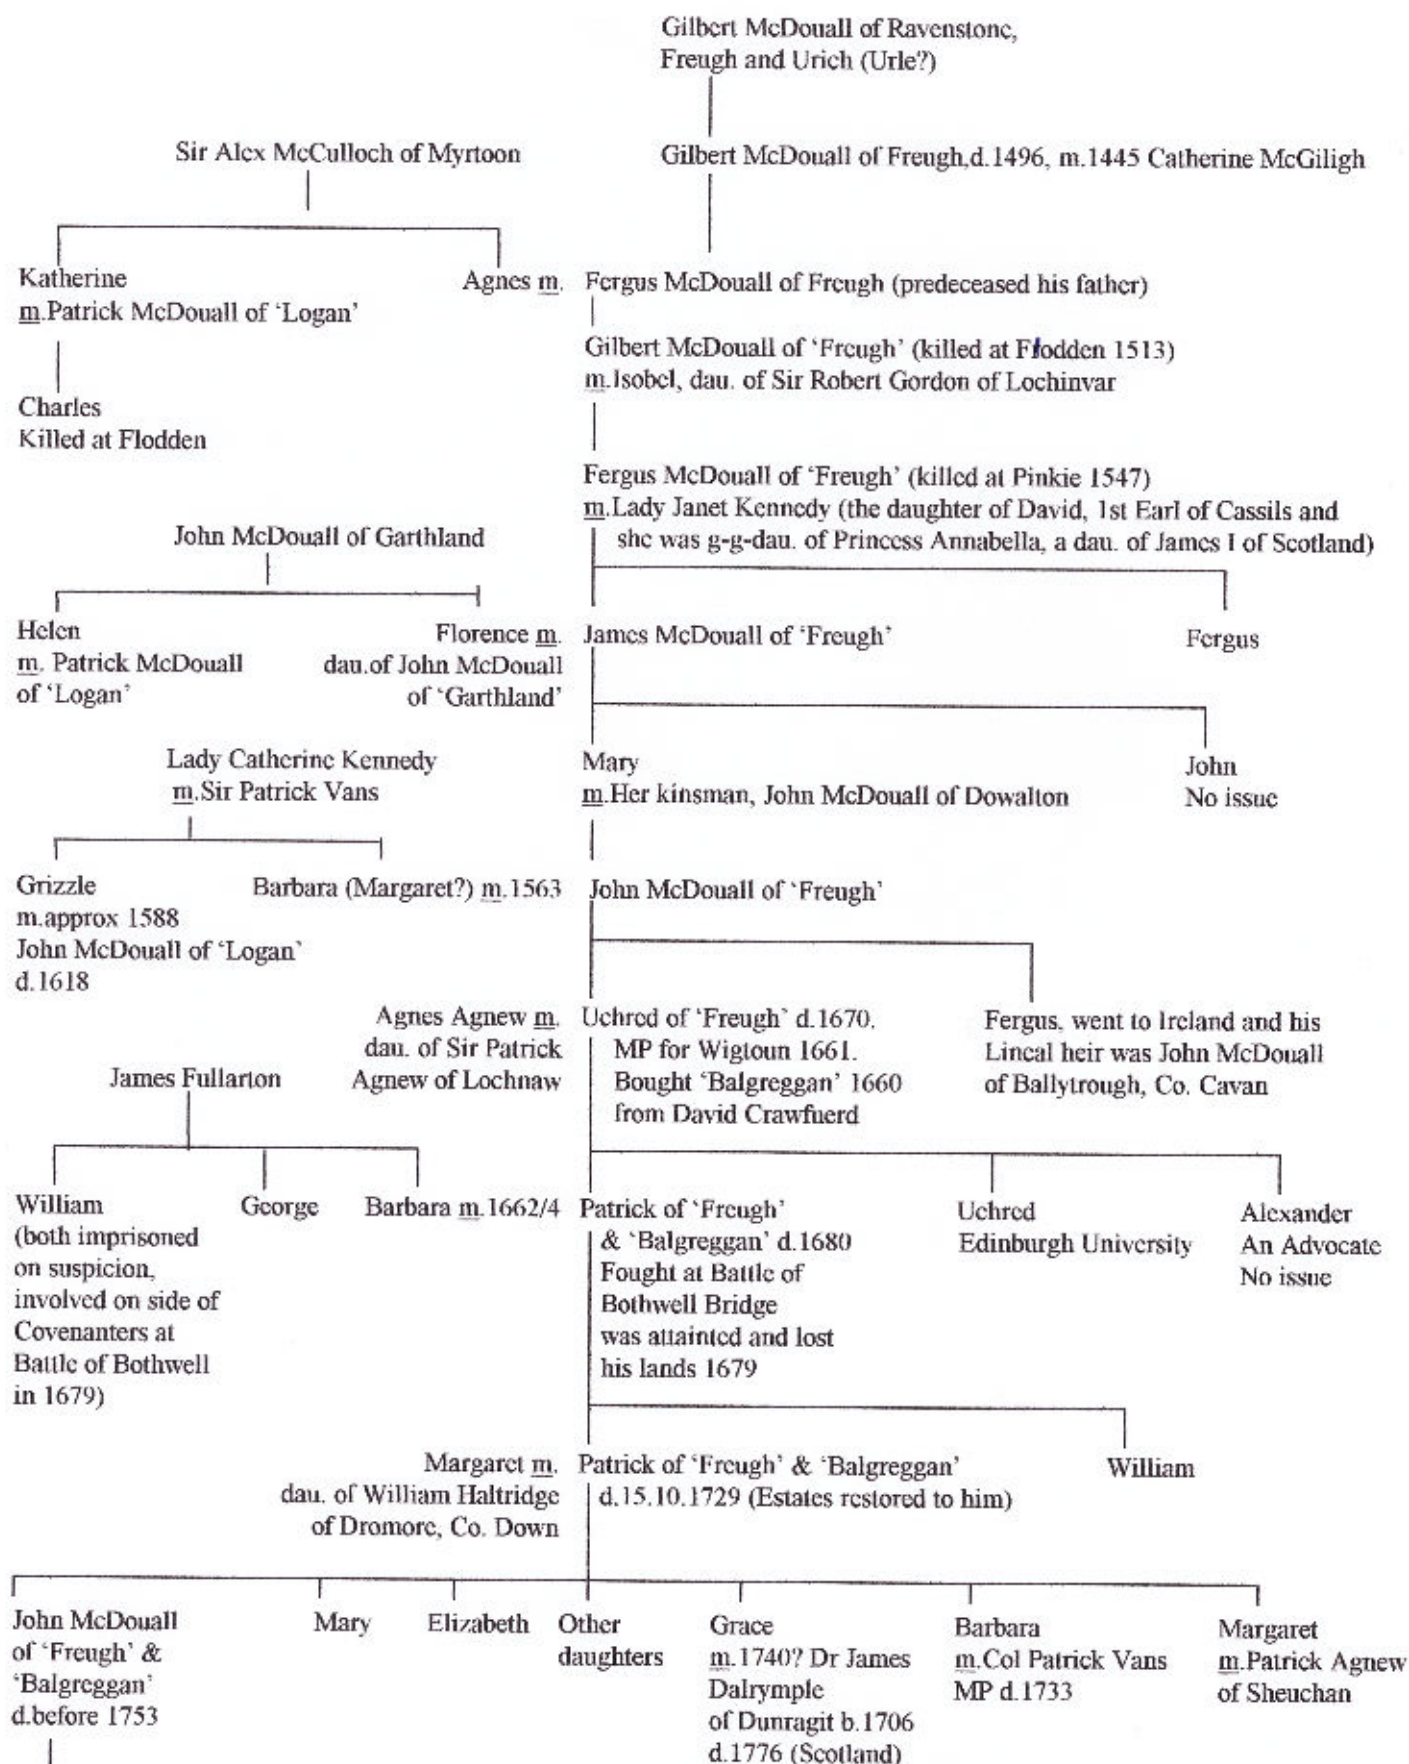 Gilbert McDouall of Ravenstone,
Freugh and Urich (Urle?)
Sir Alex McCulloch of Myrtoon
Gilbert McDouall of Freugh,d.1496, m.1445 Catherine McGiligh
Katherine
m.Patrick McDouall of ‘Logan’
Agnes m.
Fergus McDouall of Freugh (predeceased his father)
Gilbert McDouall of ‘Freugh’ (killed at Flodden 1513)
m.Isobel, dau. of Sir Robert Gordon of Lochinvar
Charles
Killed at Flodden
Fergus McDouall of ‘Freugh’ (killed at Pinkie 1547)
m.Lady Janet Kennedy (the daughter of David, 1st Earl of Cassils and
she was g-g-dau. of Princess Annabella, a dau. of James I of Scotland)
John McDouall of Garthland
Helen
m. Patrick McDouall
of ‘Logan’
Florence m.
dau.of John McDouall
of ‘Garthland’
James McDouall of ‘Freugh’
Fergus
Lady Catherine Kennedy
m.Sir Patrick Vans
Mary
m.Her kinsman, John McDouall of Dowalton
John
No issue
Grizzle
m.approx 1588
John McDouall of ‘Logan’
d.1618
Barbara (Margaret?) m.1563
John McDouall of ‘Freugh’
Agnes Agnew m.
dau. of Sir Patrick
Agnew of Lochnaw
Uchred of ‘Freugh’ d.1670.
MP for Wigtoun 1661.
Bought ‘Balgreggan’ 1660
from David Crawfuerd
Fergus, went to Ireland and his
Lineal heir was John McDouall
of Ballytrough, Co. Cavan
James Fullarton
William
(both imprisoned
on suspicion,
involved on side of
Covenanters at
Battle of Bothwell
in 1679)
George
Barbara m.1662/4
Patrick of ‘Freugh’
& ‘Balgreggan’ d.1680
Fought at Battle of
Bothwell Bridge
was attainted and lost
his lands 1679
Uchred
Edinburgh University
Alexander
An Advocate
No issue
Margaret m.
dau. of William Haltridge
of Dromore, Co. Down
Patrick of ‘Freugh’ & ‘Balgreggan’
d.15.10.1729 (Estates restored to him)
William
John McDouall
of ‘Freugh’ &
‘Balgreggan’
d.before 1753
Mary
Elizabeth
Other
daughters
Grace
m.1740? Dr James
Dalrymple
of Dunragit b.1706
d.1776 (Scotland)
Barbara
m.Col Patrick Vans
MP d.1733
Margaret
m.Patrick Agnew
of Sheuchan